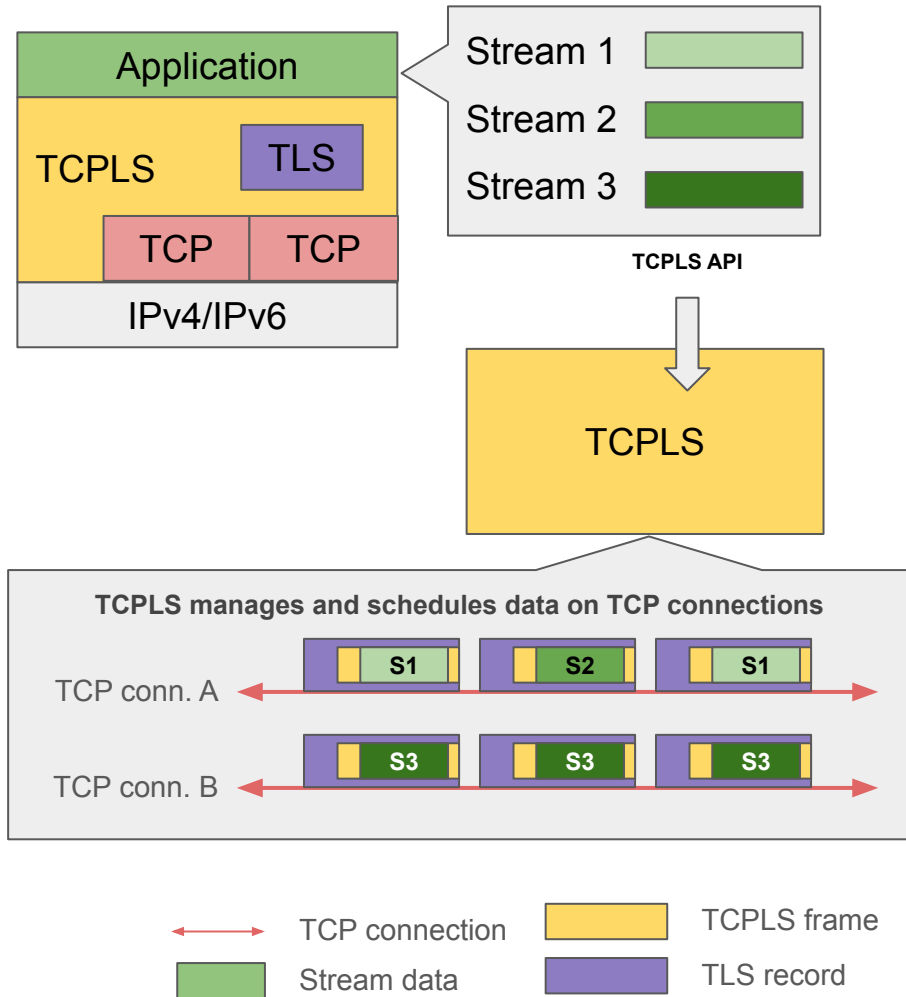 Application
TCPLS
TLS
TCP
TCP
IPv4/IPv6
Stream 1
Stream 2
Stream 3
TCPLS API
TCPLS
TCPLS manages and schedules data on TCP connections
TCP conn. A
S1
S2
S1
TCP conn. B
S3
S3
S3
TCP connection
TCPLS frame
Stream data
TLS record